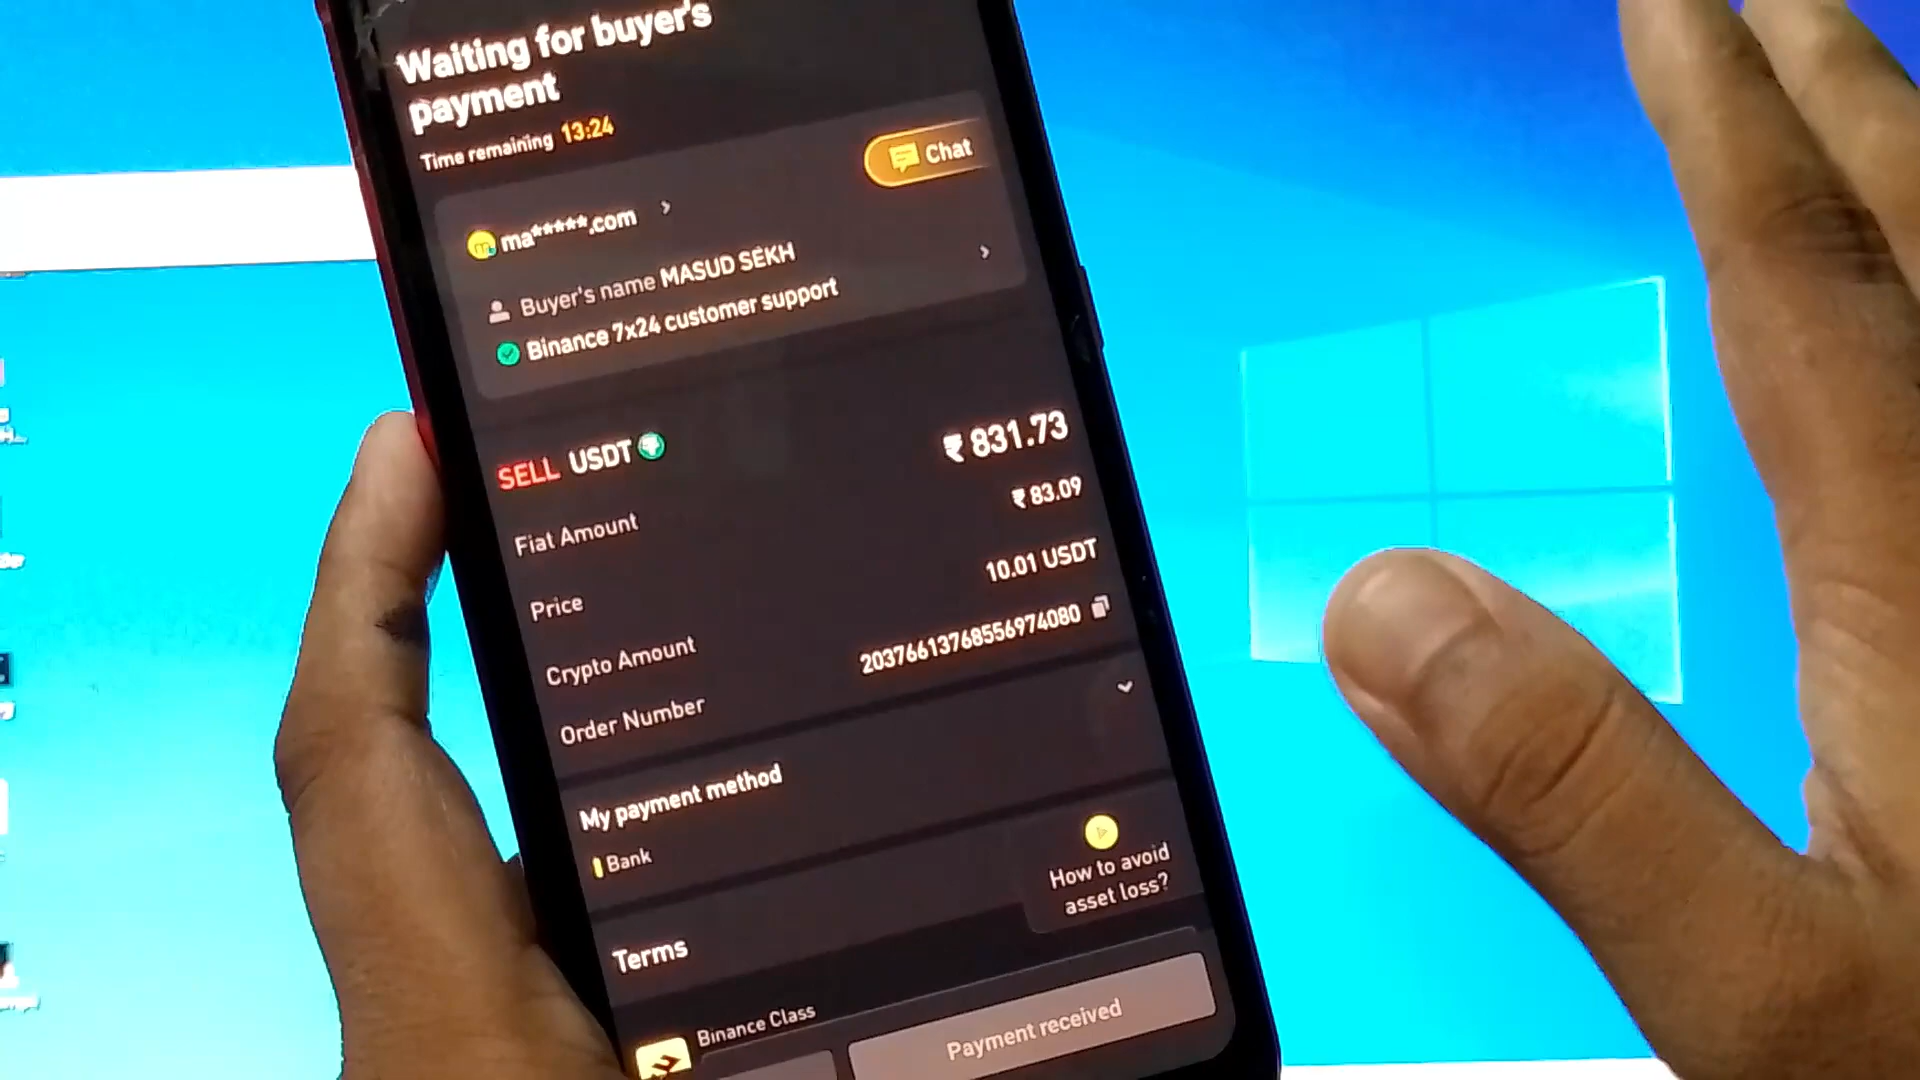 Waiting for buyer's
payment
Time remaining 13:24
Chat
ma*****.com
Buyer's name MASUD SEKH
Binance 7x24 customer support
SELL USDT
Fiat Amount ₹ 831.73
Price ₹ 83.09
Crypto Amount 10.01 USDT
Order Number 20376613768556974080
My payment method
Bank
How to avoid
asset loss?
Terms
Binance Class
Payment received